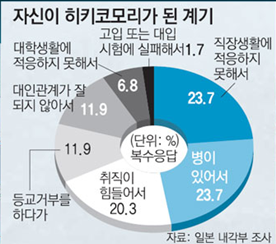 자신이 히키코모리가 된 계기
고입 또는 대입
시험에 실패해서1.7
대학생활에
적응하지 못해서
6.8
직장생활에
적응하지
못해서
23.7
대인관계가 잘
되지 않아서
11.9
(단위: %)
복수응답
11.9
등교거부를
하다가
취직이
힘들어서
20.3
병이
있어서
23.7
자료: 일본 내각부 조사